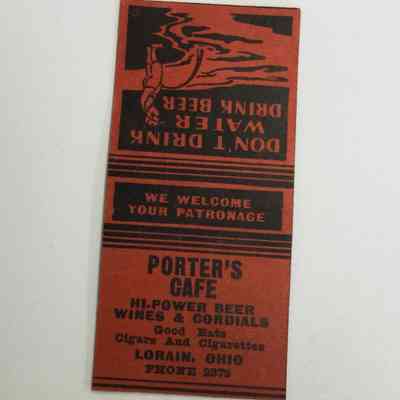 DON'T DRINK
WATER
DRINK BEER
WE WELCOME
YOUR PATRONAGE
PORTER'S
CAFE
HI-POWER BEER
WINES & CORDIALS
Good Eats
Cigars And Cigarettes
LORAIN, OHIO
PHONE 2379